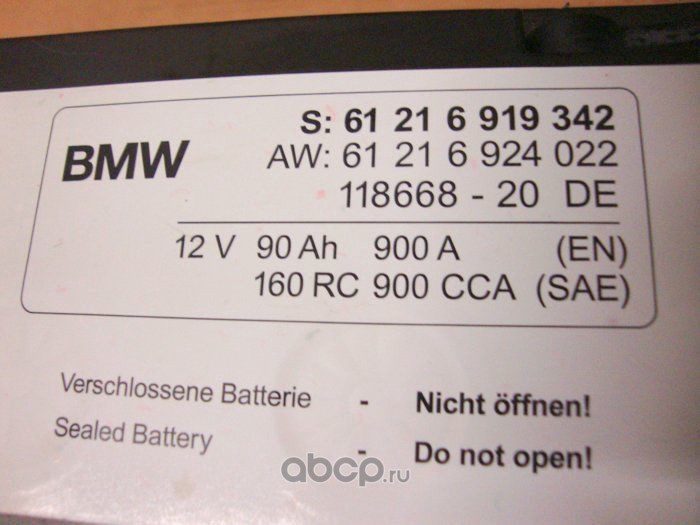 S: 61 21 6 919 342
BMW AW: 61 21 6 924 022
118668 - 20 DE
12 V 90 Ah 900 A (EN)
160 RC 900 CCA (SAE)
Verschlossene Batterie - Nicht öffnen!
Sealed Battery - Do not open!
abcp.ru